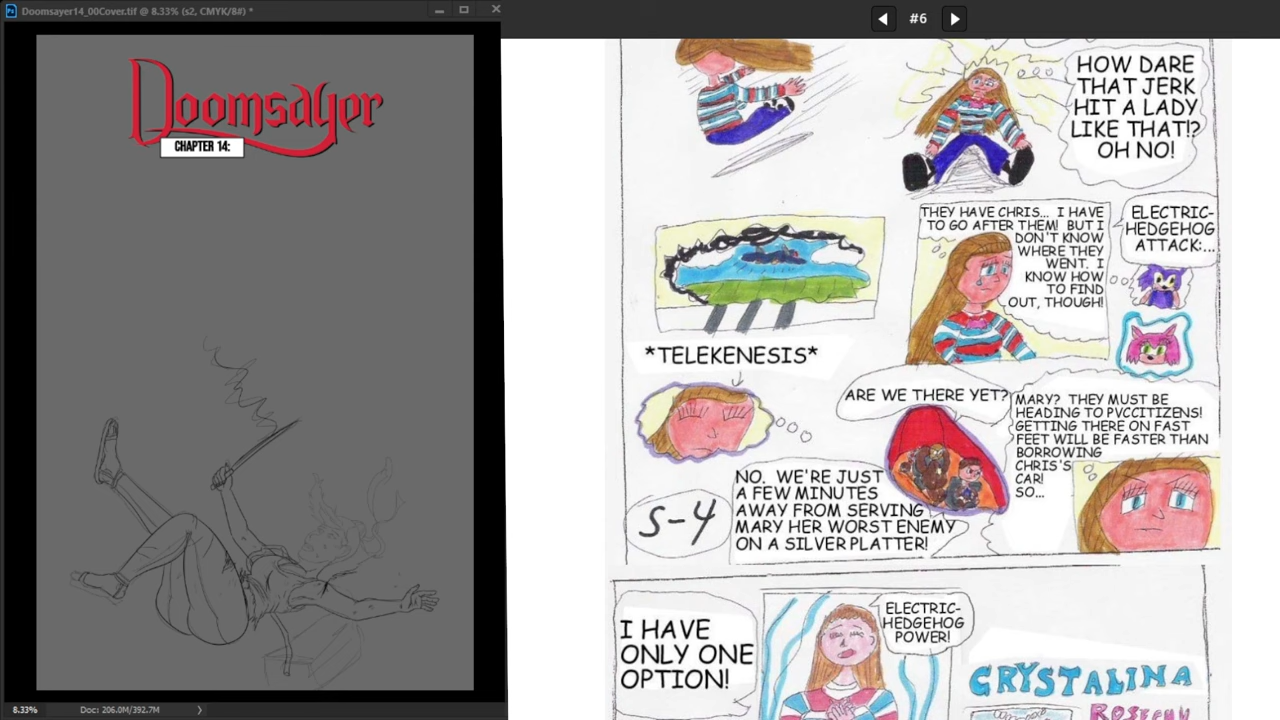 Doomsayer14_00Cover.tif @ 8.33% (s2, CMYK/8#) *
Doomsayer
CHAPTER 14:
8.33%
Doc: 206.0M/392.7M
#6
HOW DARE
THAT JERK
HIT A LADY
LIKE THAT!?
OH NO!
THEY HAVE CHRIS... I HAVE
TO GO AFTER THEM! BUT I
DON'T KNOW
WHERE THEY
WENT. I
KNOW HOW
TO FIND
OUT, THOUGH!
ELECTRIC-
HEDGEHOG
ATTACK:...
*TELEKENESIS*
ARE WE THERE YET?
NO. WE'RE JUST
A FEW MINUTES
AWAY FROM SERVING
MARY HER WORST ENEMY
ON A SILVER PLATTER!
MARY? THEY MUST BE
HEADING TO PVCCITIZENS!
GETTING THERE ON FAST
FEET WILL BE FASTER THAN
BORROWING
CHRIS'S
CAR!
SO...
S-4
I HAVE
ONLY ONE
OPTION!
ELECTRIC-
HEDGEHOG
POWER!
CRYSTALINA